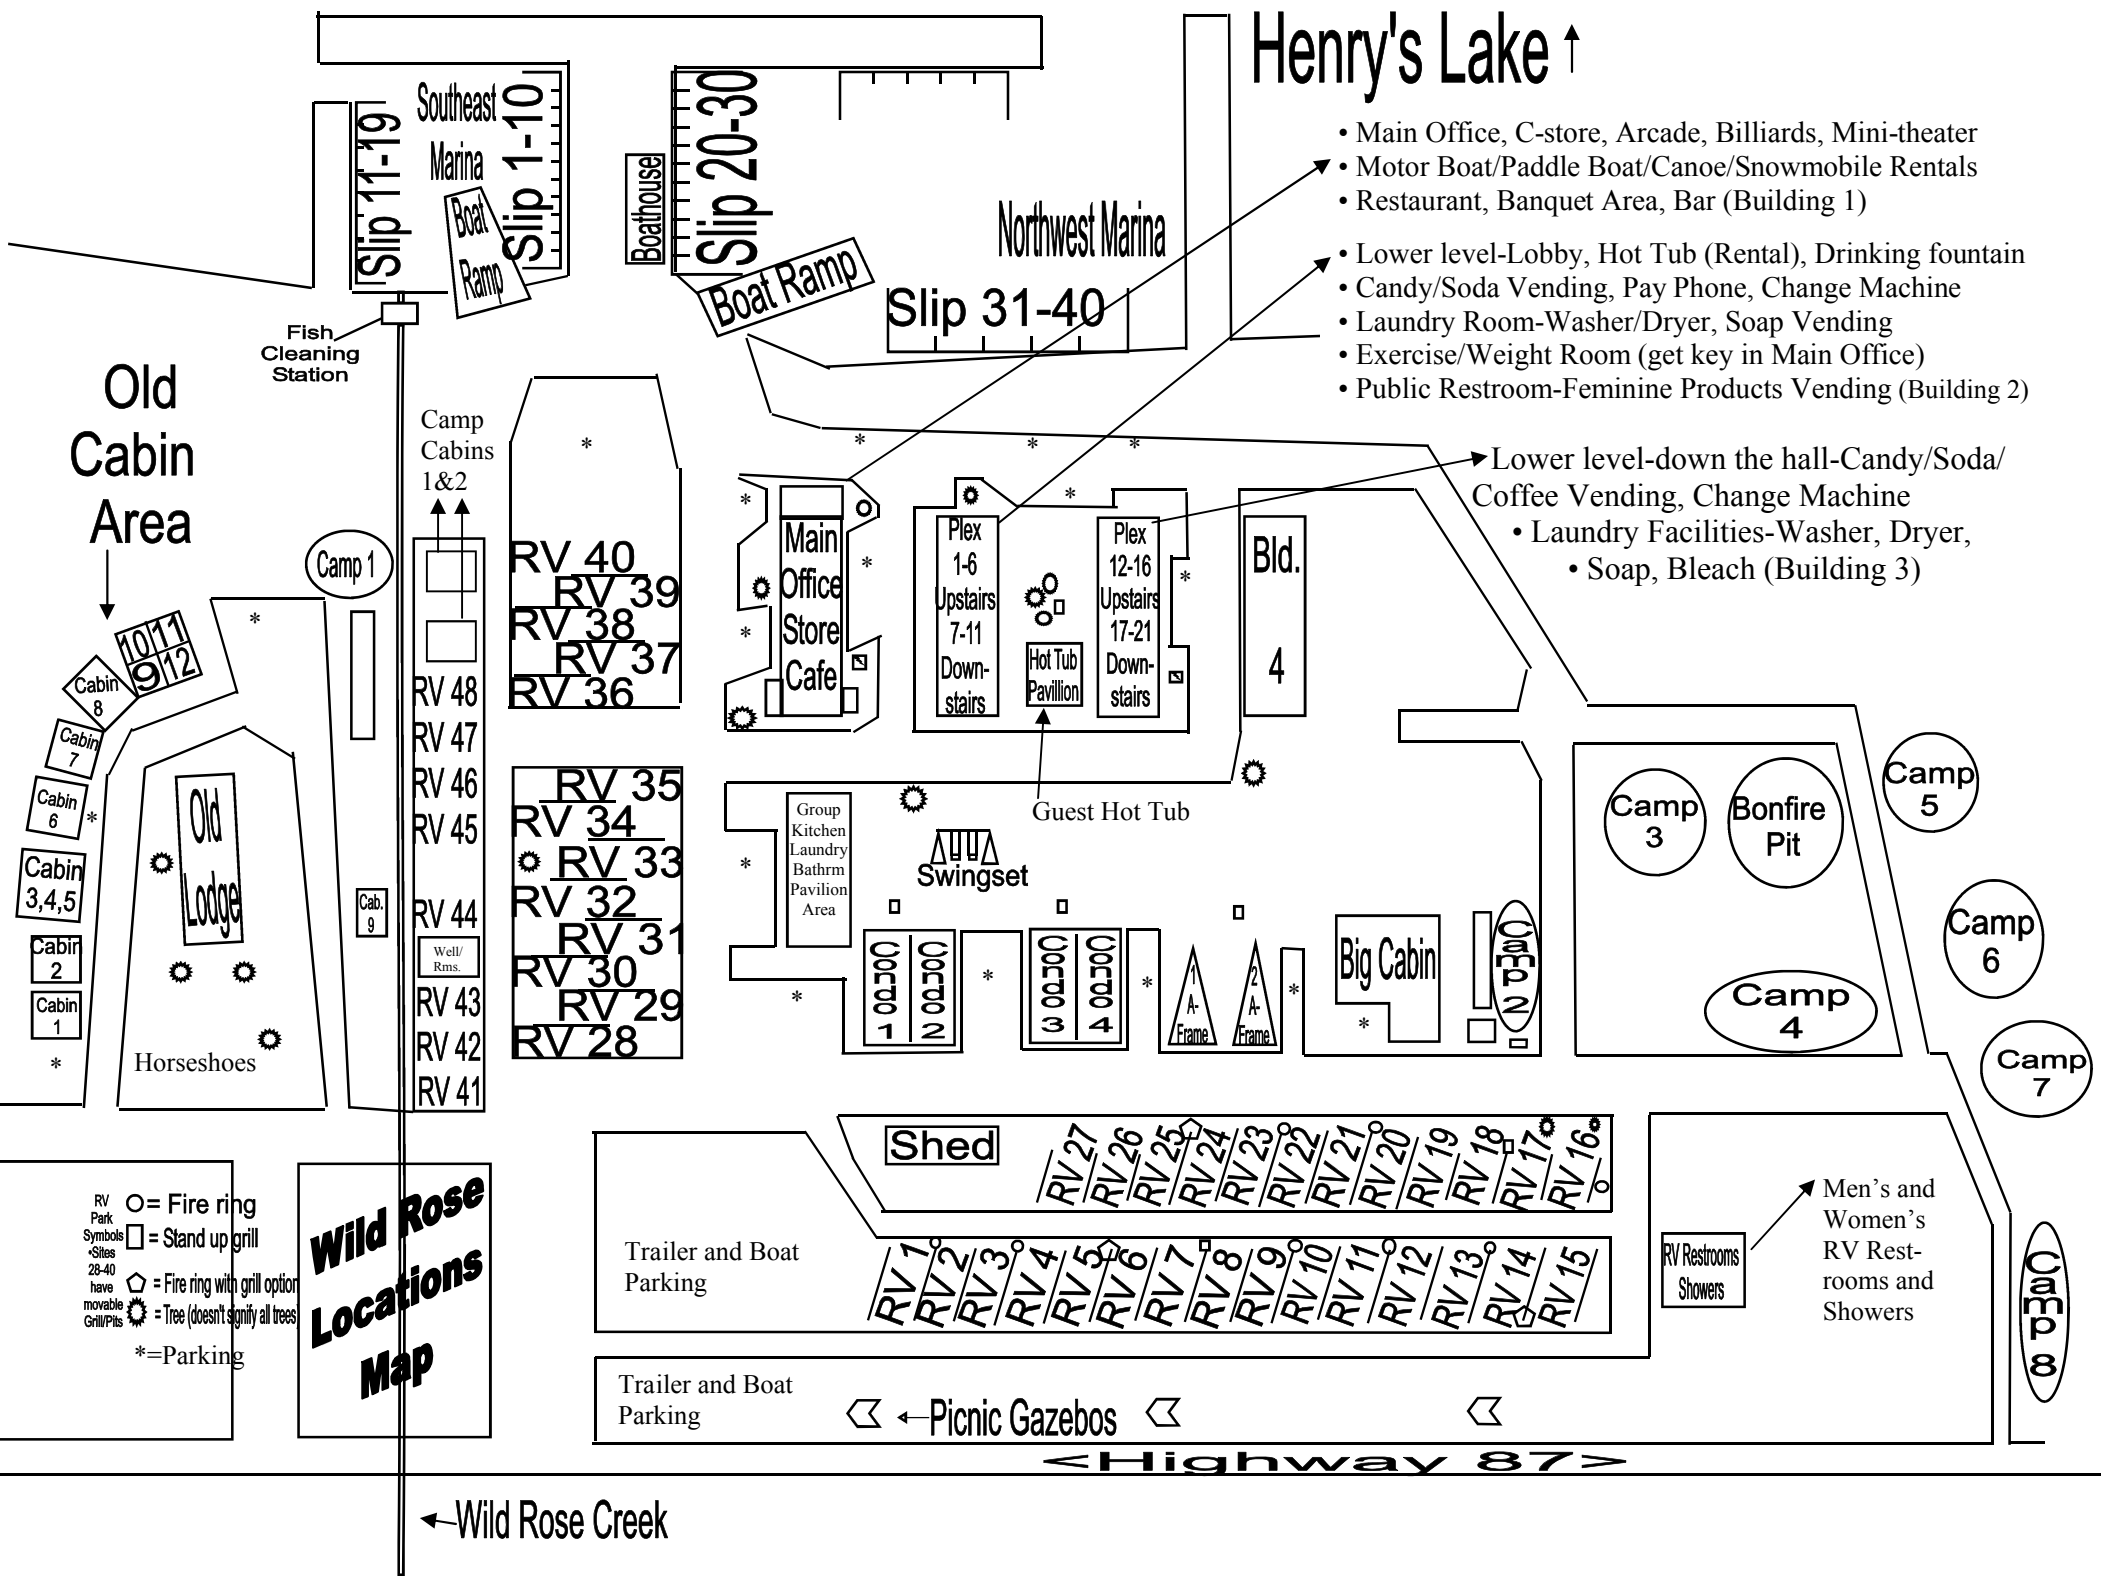 Henry's Lake
• Main Office, C-store, Arcade, Billiards, Mini-theater
• Motor Boat/Paddle Boat/Canoe/Snowmobile Rentals
• Restaurant, Banquet Area, Bar (Building 1)
• Lower level-Lobby, Hot Tub (Rental), Drinking fountain
• Candy/Soda Vending, Pay Phone, Change Machine
• Laundry Room-Washer/Dryer, Soap Vending
• Exercise/Weight Room (get key in Main Office)
• Public Restroom-Feminine Products Vending (Building 2)
Lower level-down the hall-Candy/Soda/
Coffee Vending, Change Machine
• Laundry Facilities-Washer, Dryer,
• Soap, Bleach (Building 3)
Slip 11-19
Southeast
Marina
Boat
Ramp
Slip 1-10
Boathouse
Slip 20-30
Boat Ramp
Northwest Marina
Slip 31-40
Fish
Cleaning
Station
Old
Cabin
Area
Camp
Cabins
1&2
Camp 1
10 11
9 12
Cabin
8
Cabin
7
Cabin
6
Cabin
3,4,5
Cabin
2
Cabin
1
*
*
*
Old
Lodge
Horseshoes
Cab.
9
RV 48
RV 47
RV 46
RV 45
RV 44
Well/
Rms.
RV 43
RV 42
RV 41
*
RV 40
RV 39
RV 38
RV 37
RV 36
RV 35
RV 34
RV 33
RV 32
RV 31
RV 30
RV 29
RV 28
* * *
*
*
*
*
*
Main
Office
Store
Cafe
Plex
1-6
Upstairs
7-11
Down-
stairs
Hot Tub
Pavillion
Plex
12-16
Upstairs
17-21
Down-
stairs
Bld.
4
Guest Hot Tub
Group
Kitchen
Laundry
Bathrm
Pavilion
Area
*
*
Swingset
Condo 1
Condo 2
*
Condo 3
Condo 4
*
1
A-
Frame
2
A-
Frame
*
Big Cabin
*
Camp 2
Camp
3
Bonfire
Pit
Camp
4
Camp
5
Camp
6
Camp
7
Camp 8
Shed
RV 27
RV 26
RV 25
RV 24
RV 23
RV 22
RV 21
RV 20
RV 19
RV 18
RV 17
RV 16
RV 1
RV 2
RV 3
RV 4
RV 5
RV 6
RV 7
RV 8
RV 9
RV 10
RV 11
RV 12
RV 13
RV 14
RV 15
Trailer and Boat
Parking
Trailer and Boat
Parking
Picnic Gazebos
RV Restrooms
Showers
Men's and
Women's
RV Rest-
rooms and
Showers
RV
Park
Symbols
•Sites
28-40
have
movable
Grill/Pits
= Fire ring
= Stand up grill
= Fire ring with grill option
= Tree (doesn't signify all trees)
*=Parking
Wild Rose
Locations
Map
<Highway 87>
Wild Rose Creek